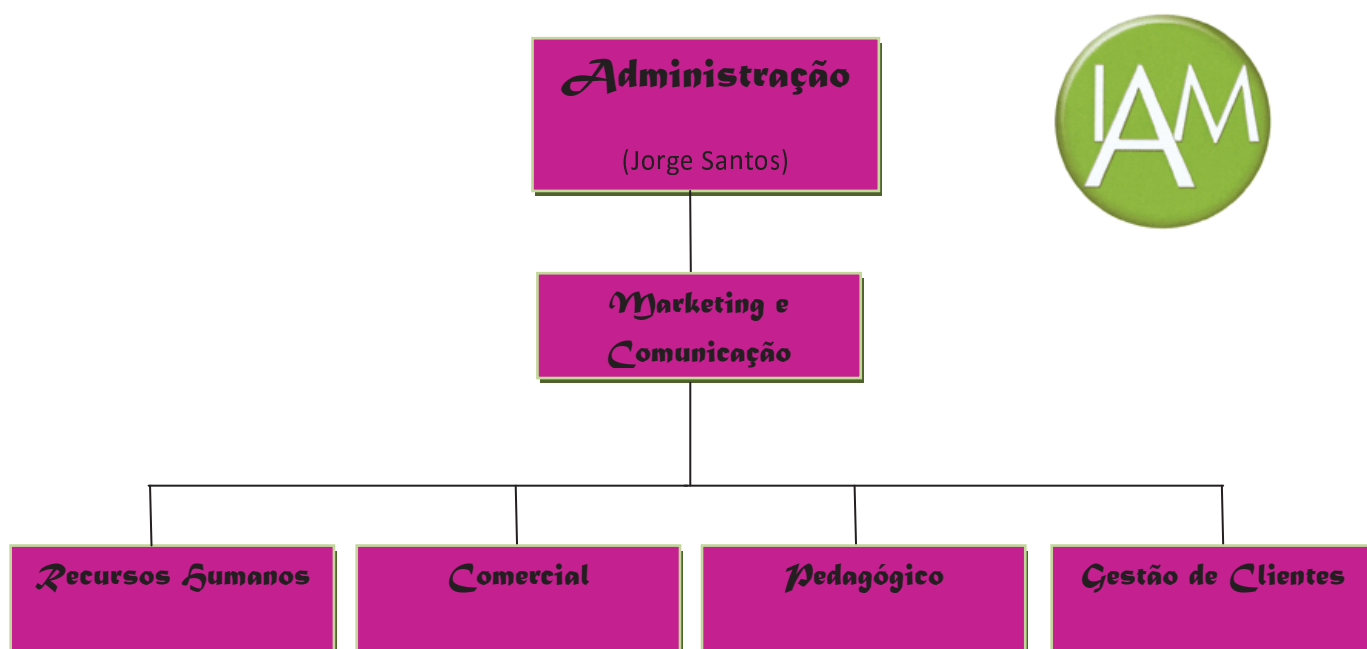 Administração
(Jorge Santos)
IAM
Marketing e
Comunicação
Recursos Humanos
Comercial
Pedagógico
Gestão de Clientes